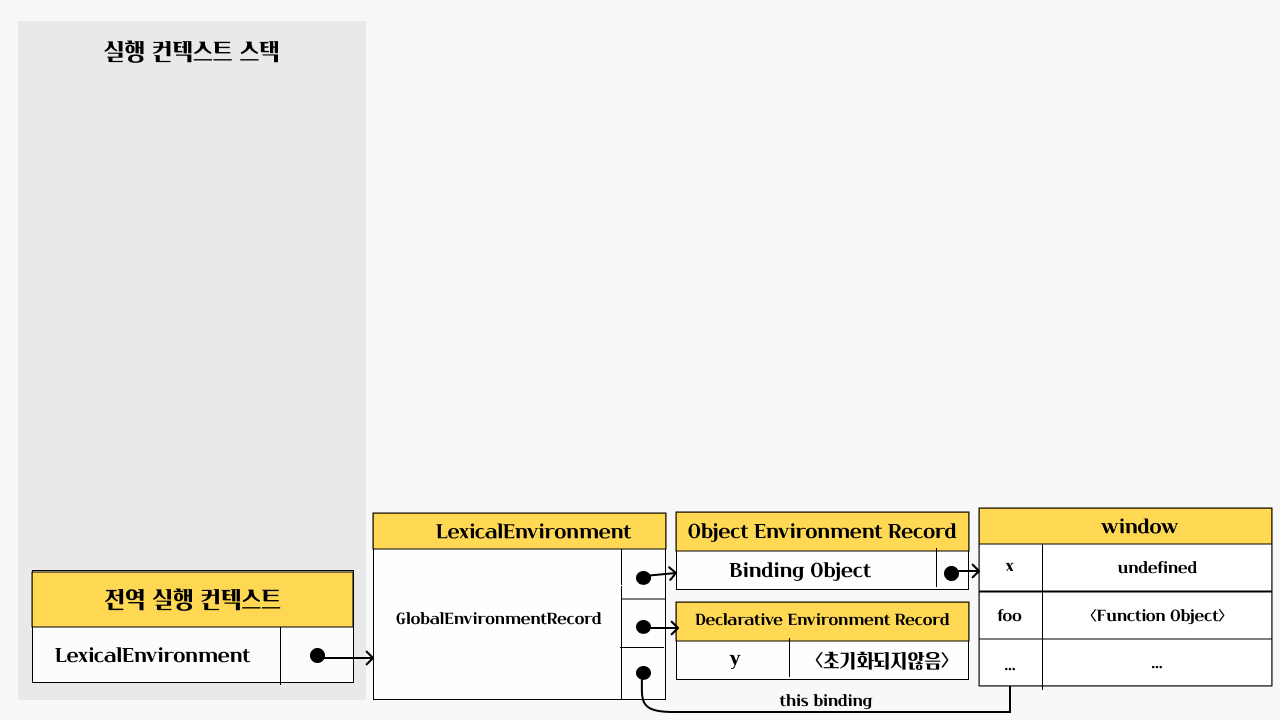 실행 컨텍스트 스택
전역 실행 컨텍스트
LexicalEnvironment
LexicalEnvironment
GlobalEnvironmentRecord
Object Environment Record
Binding Object
Declarative Environment Record
y 〈초기화되지않음〉
this binding
window
x undefined
foo 〈Function Object〉
... ...